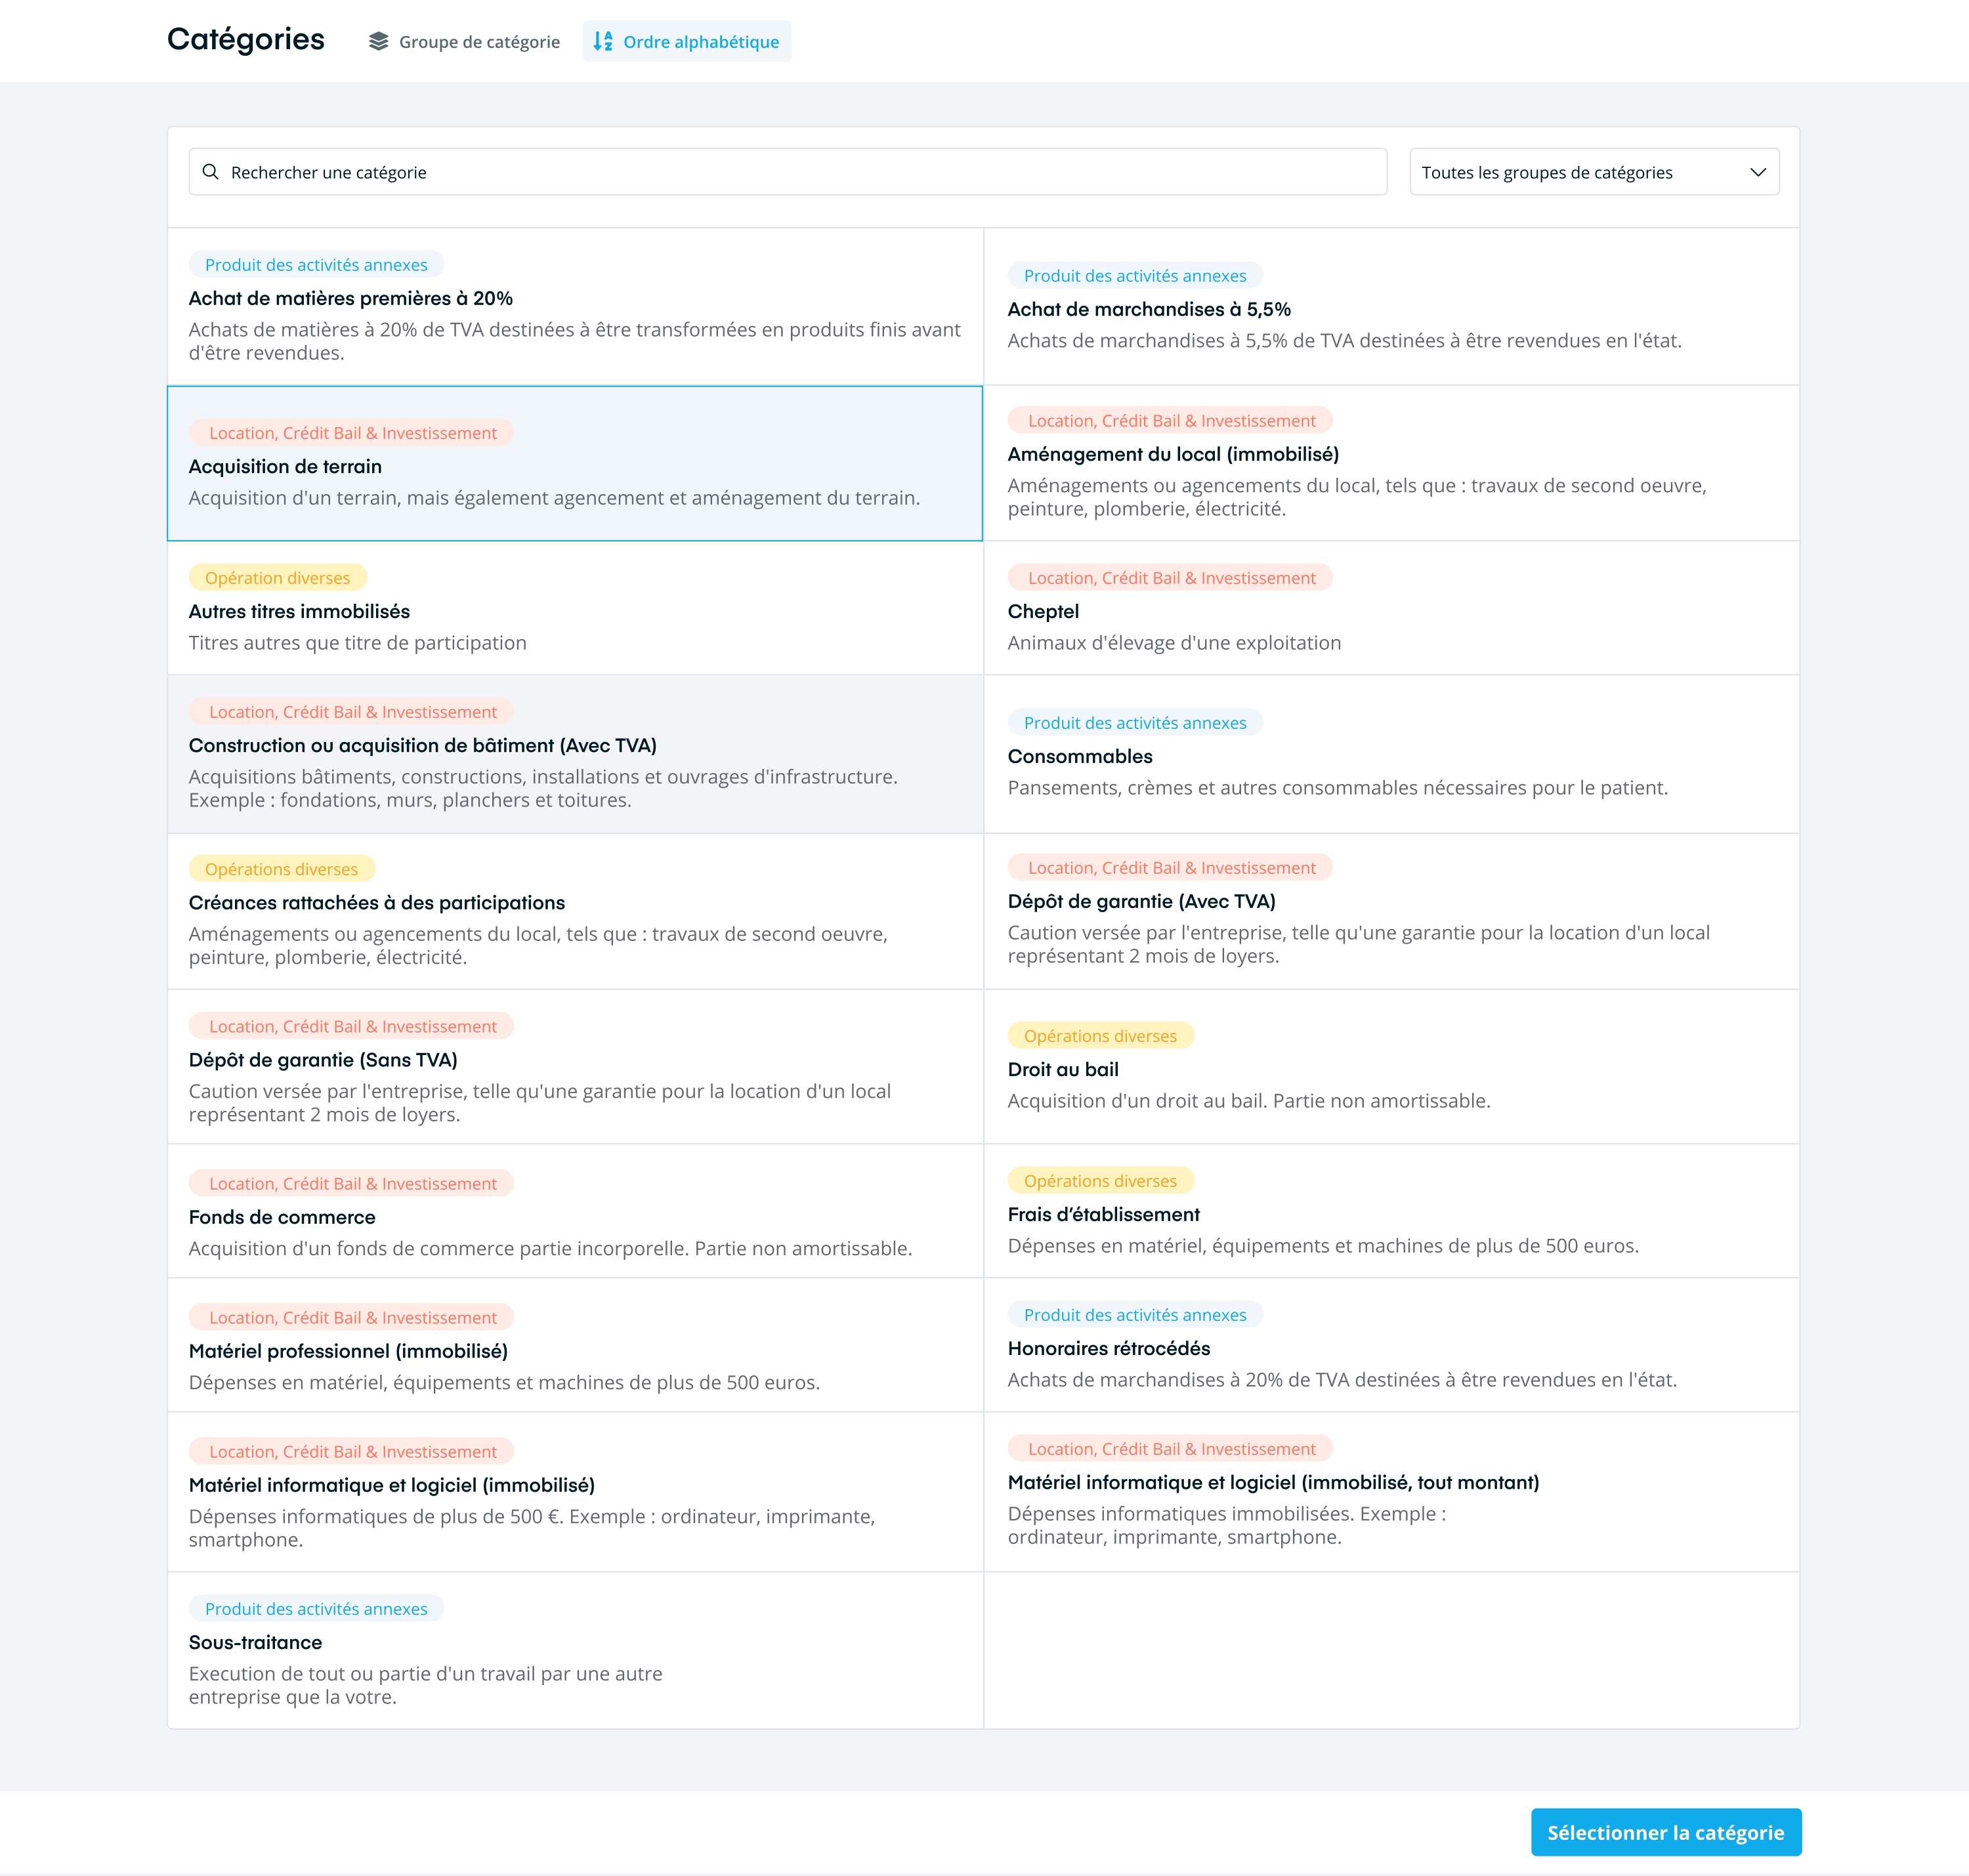 Catégories
Groupe de catégorie
Ordre alphabétique
Rechercher une catégorie
Toutes les groupes de catégories
Produit des activités annexes
Achat de matières premières à 20%
Achats de matières à 20% de TVA destinées à être transformées en produits finis avant
d'être revendues.
Produit des activités annexes
Achat de marchandises à 5,5%
Achats de marchandises à 5,5% de TVA destinées à être revendues en l'état.
Location, Crédit Bail & Investissement
Acquisition de terrain
Acquisition d'un terrain, mais également agencement et aménagement du terrain.
Location, Crédit Bail & Investissement
Aménagement du local (immobilisé)
Aménagements ou agencements du local, tels que : travaux de second oeuvre,
peinture, plomberie, électricité.
Opération diverses
Autres titres immobilisés
Titres autres que titre de participation
Location, Crédit Bail & Investissement
Cheptel
Animaux d'élevage d'une exploitation
Location, Crédit Bail & Investissement
Construction ou acquisition de bâtiment (Avec TVA)
Acquisitions bâtiments, constructions, installations et ouvrages d'infrastructure.
Exemple : fondations, murs, planchers et toitures.
Produit des activités annexes
Consommables
Pansements, crèmes et autres consommables nécessaires pour le patient.
Opérations diverses
Créances rattachées à des participations
Aménagements ou agencements du local, tels que : travaux de second oeuvre,
peinture, plomberie, électricité.
Location, Crédit Bail & Investissement
Dépôt de garantie (Avec TVA)
Caution versée par l'entreprise, telle qu'une garantie pour la location d'un local
représentant 2 mois de loyers.
Location, Crédit Bail & Investissement
Dépôt de garantie (Sans TVA)
Caution versée par l'entreprise, telle qu'une garantie pour la location d'un local
représentant 2 mois de loyers.
Opérations diverses
Droit au bail
Acquisition d'un droit au bail. Partie non amortissable.
Location, Crédit Bail & Investissement
Fonds de commerce
Acquisition d'un fonds de commerce partie incorporelle. Partie non amortissable.
Opérations diverses
Frais d’établissement
Dépenses en matériel, équipements et machines de plus de 500 euros.
Location, Crédit Bail & Investissement
Matériel professionnel (immobilisé)
Dépenses en matériel, équipements et machines de plus de 500 euros.
Produit des activités annexes
Honoraires rétrocédés
Achats de marchandises à 20% de TVA destinées à être revendues en l'état.
Location, Crédit Bail & Investissement
Matériel informatique et logiciel (immobilisé)
Dépenses informatiques de plus de 500 €. Exemple : ordinateur, imprimante,
smartphone.
Location, Crédit Bail & Investissement
Matériel informatique et logiciel (immobilisé, tout montant)
Dépenses informatiques immobilisées. Exemple :
ordinateur, imprimante, smartphone.
Produit des activités annexes
Sous-traitance
Execution de tout ou partie d'un travail par une autre
entreprise que la votre.
Sélectionner la catégorie